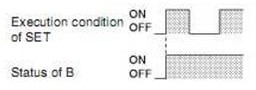 Execution condition ON
of SET OFF
Status of B ON
OFF